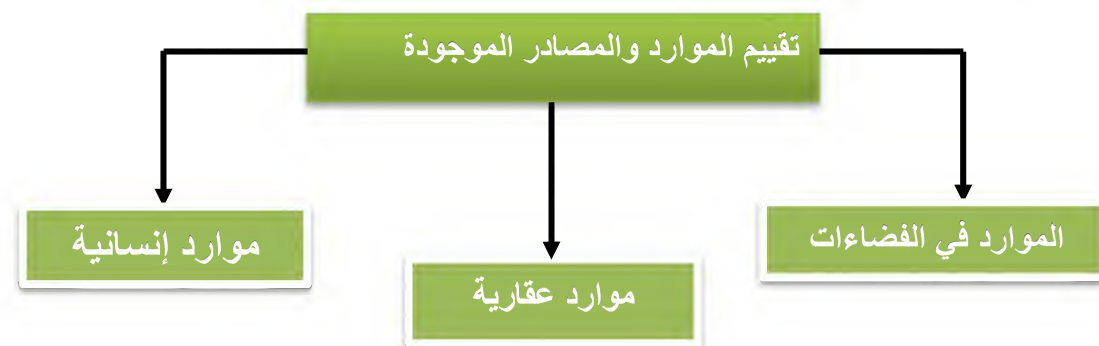 تقييم الموارد والمصادر الموجودة
الموارد في الفضاءات
موارد عقارية
موارد إنسانية